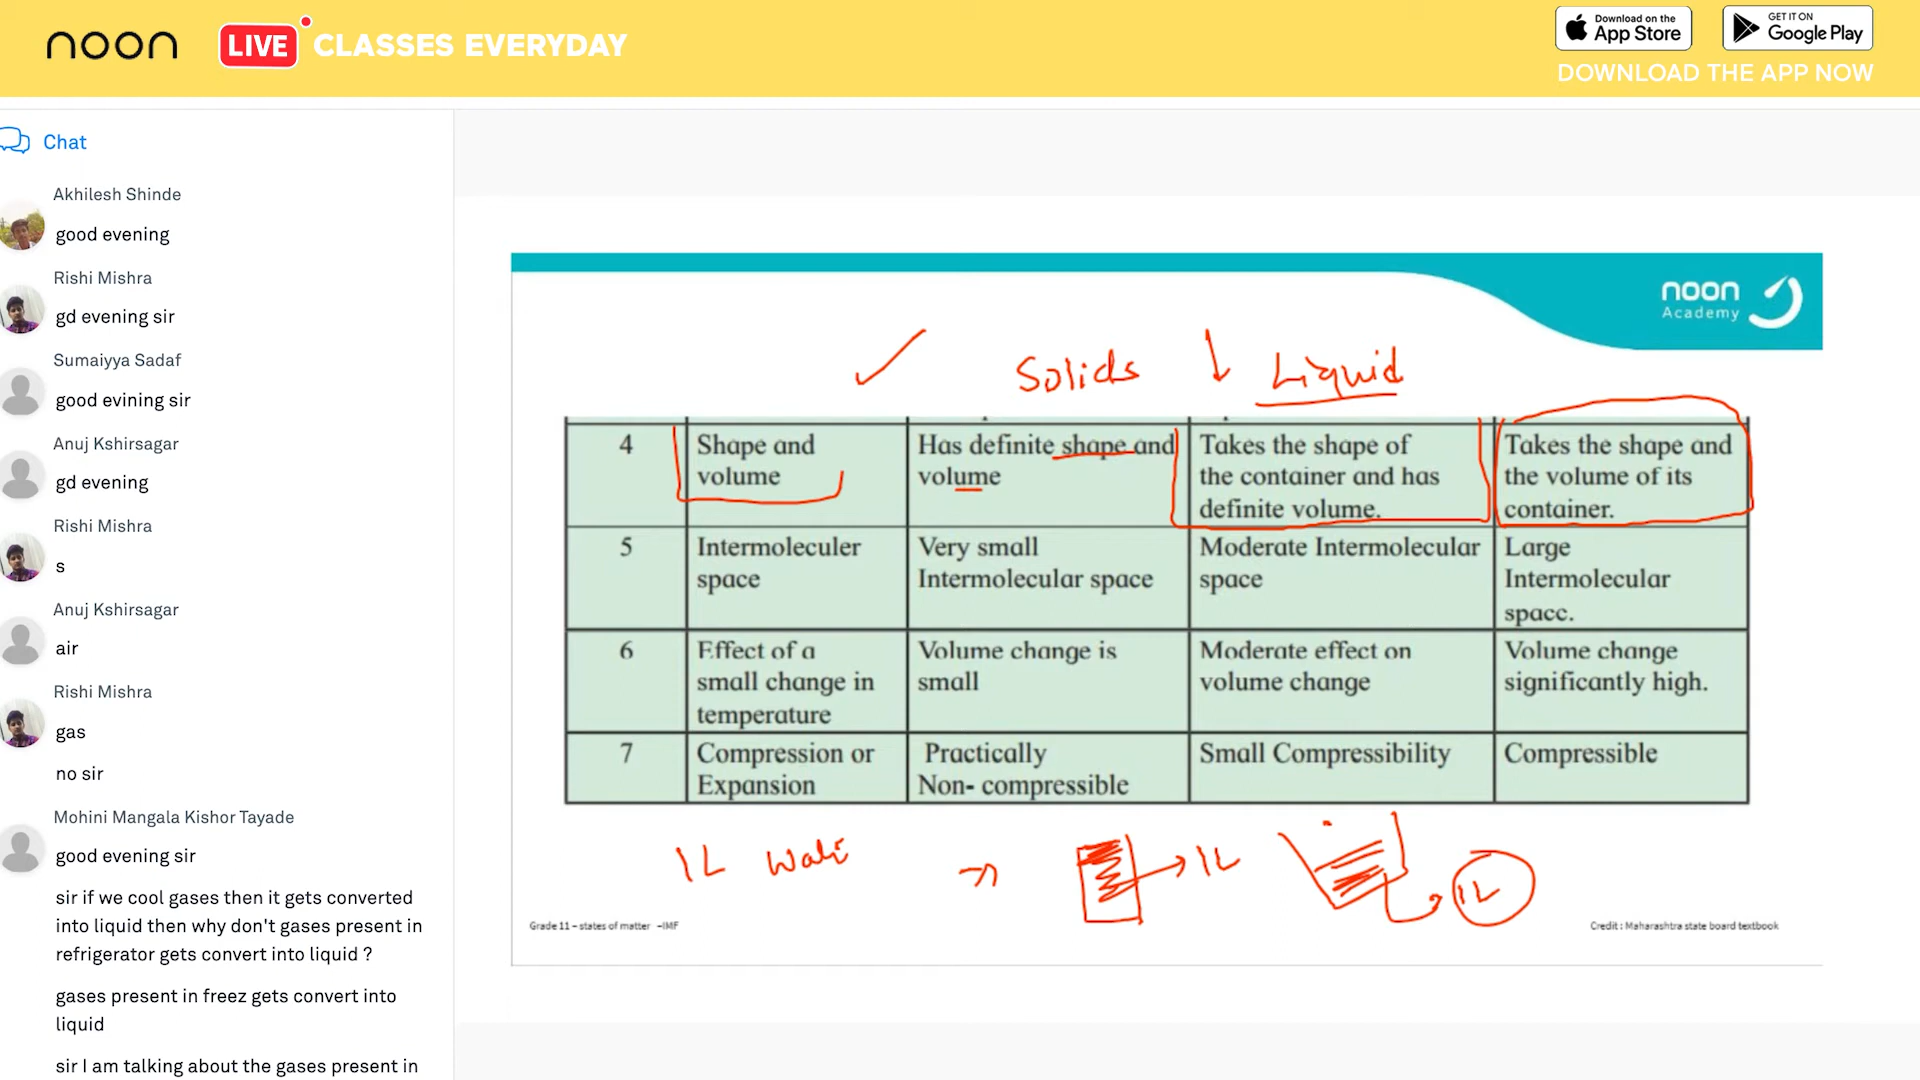 noon LIVE CLASSES EVERYDAY
Download on the App Store
GET IT ON Google Play
DOWNLOAD THE APP NOW
Chat
Akhilesh Shinde
good evening
Rishi Mishra
gd evening sir
Sumaiyya Sadaf
good evining sir
Anuj Kshirsagar
gd evening
Rishi Mishra
s
Anuj Kshirsagar
air
Rishi Mishra
gas
no sir
Mohini Mangala Kishor Tayade
good evening sir
sir if we cool gases then it gets converted
into liquid then why don't gases present in
refrigerator gets convert into liquid ?
gases present in freez gets convert into
liquid
sir I am talking about the gases present in
noon
Academy
Solids Liquid
4 Shape and volume Has definite shape and volume Takes the shape of the container and has definite volume. Takes the shape and the volume of its container.
5 Intermoleculer space Very small Intermolecular space Moderate Intermolecular space Large Intermolecular space.
6 Effect of a small change in temperature Volume change is small Moderate effect on volume change Volume change significantly high.
7 Compression or Expansion Practically Non- compressible Small Compressibility Compressible
1L 1L 1L
Grade 11 – states of matter –IMF
Credit : Maharashtra state board textbook